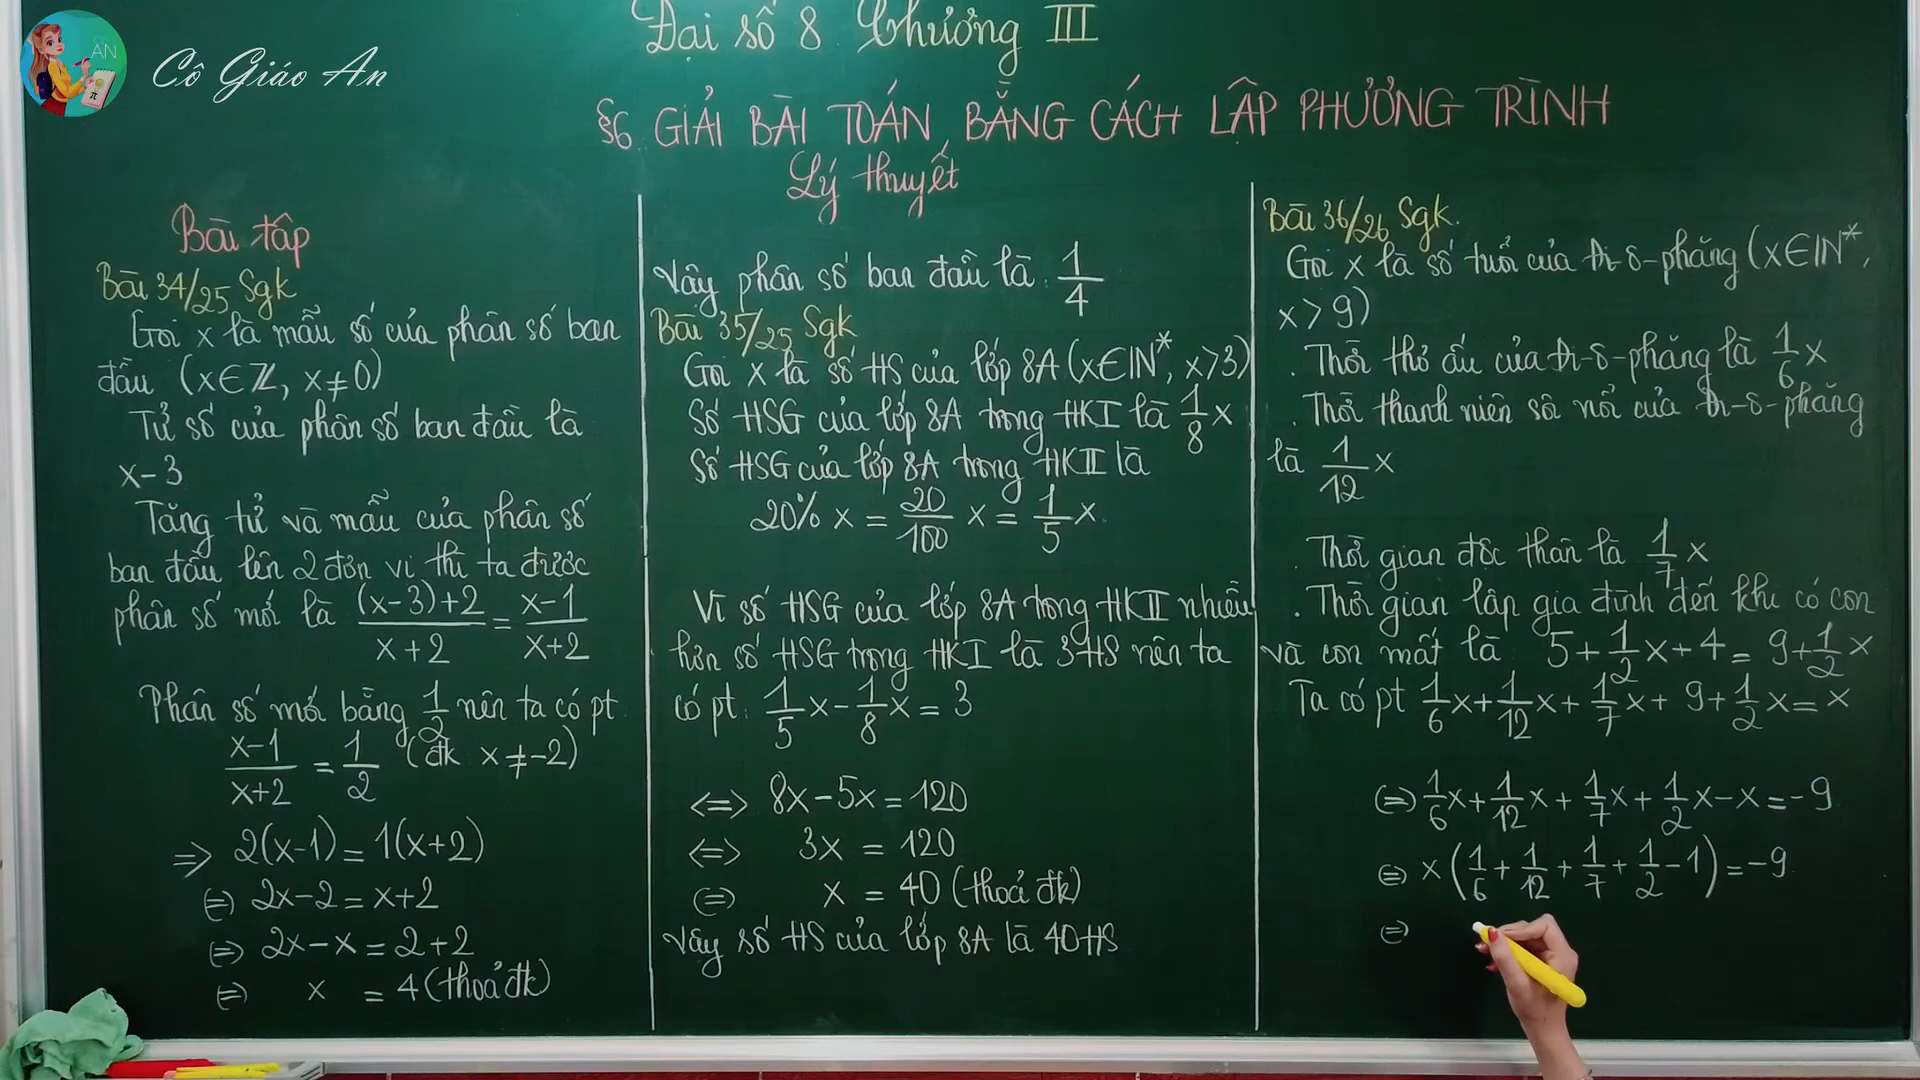 Cô Giáo An
Đại số 8 Chương III
§6 GIẢI BÀI TOÁN BẰNG CÁCH LẬP PHƯƠNG TRÌNH
Lý thuyết
Bài tập
Bài 34/25 Sgk
Gọi x là mẫu số của phân số ban
đầu (x∈ℤ, x≠0)
Tử số của phân số ban đầu là
x-3
Tăng tử và mẫu của phân số
ban đầu lên 2 đơn vị thì ta được
phân số mới là (x-3)+2/x+2 = x-1/x+2
Phân số mới bằng 1/2 nên ta có pt
x-1/x+2 = 1/2 (đk x≠-2)
=> 2(x-1)=1(x+2)
<=> 2x-2=x+2
<=> 2x-x=2+2
<=> x = 4 (thoả đk)
Vậy phân số ban đầu là 1/4
Bài 35/25 Sgk
Gọi x là số HS của lớp 8A (x∈ℕ*, x>3)
Số HSG của lớp 8A trong HKI là 1/8 x
Số HSG của lớp 8A trong HKII là
20% x = 20/100 x = 1/5 x
Vì số HSG của lớp 8A trong HKII nhiều
hơn số HSG trong HKI là 3HS nên ta
có pt: 1/5 x - 1/8 x = 3
<=> 8x-5x=120
<=> 3x = 120
<=> x = 40 (thoả đk)
Vậy số HS của lớp 8A là 40HS
Bài 36/26 Sgk.
Gọi x là số tuổi của Đi-ô-phăng (x∈ℕ*,
x>9)
. Thời thơ ấu của Đi-ô-phăng là 1/6 x
. Thời thanh niên sôi nổi của Đi-ô-phăng
là 1/12 x
. Thời gian độc thân là 1/7 x
. Thời gian lập gia đình đến khi có con
và con mất là 5+1/2 x+4 = 9+1/2 x
Ta có pt 1/6 x+1/12 x+1/7 x+9+1/2 x=x
<=> 1/6 x+1/12 x+1/7 x+1/2 x-x=-9
<=> x(1/6+1/12+1/7+1/2-1)=-9
<=>